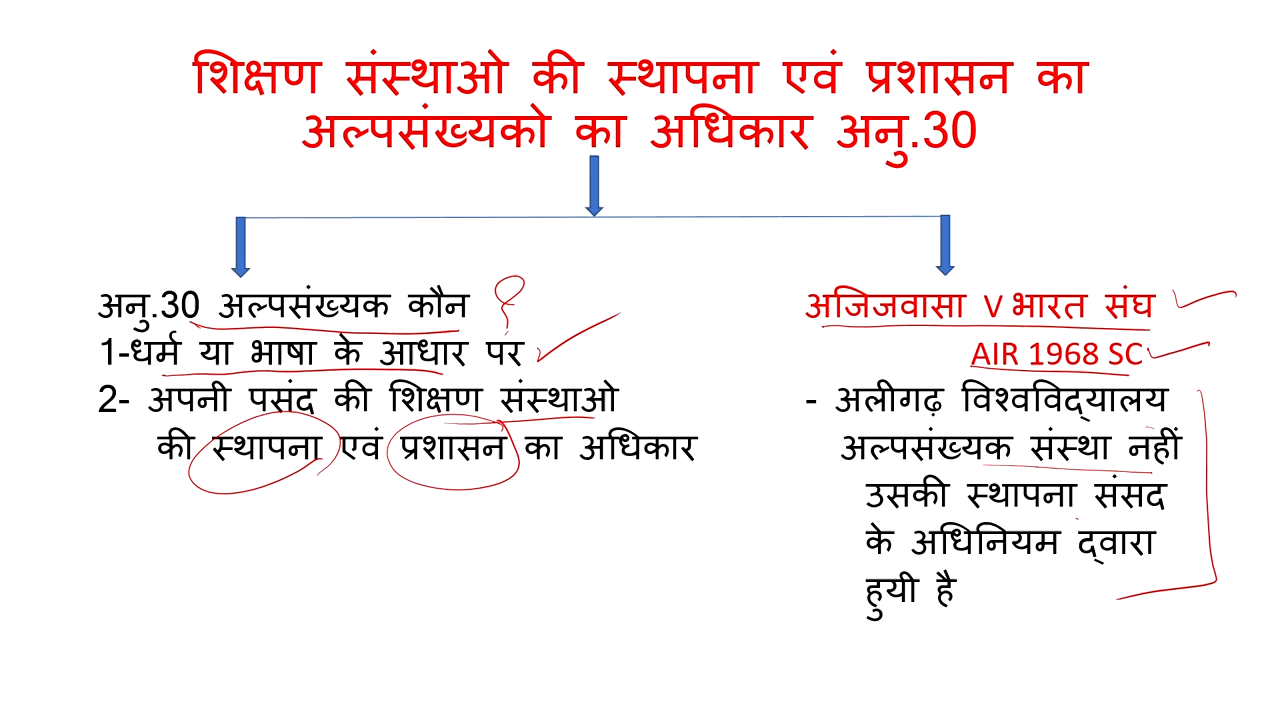 शिक्षण संस्थाओ की स्थापना एवं प्रशासन का
अल्पसंख्यको का अधिकार अनु.30
अनु.30 अल्पसंख्यक कौन ?
1-धर्म या भाषा के आधार पर
2- अपनी पसंद की शिक्षण संस्थाओ
की स्थापना एवं प्रशासन का अधिकार
अजिजवासा V भारत संघ
AIR 1968 SC
- अलीगढ़ विश्वविद्यालय
अल्पसंख्यक संस्था नहीं
उसकी स्थापना संसद
के अधिनियम द्वारा
हुयी है